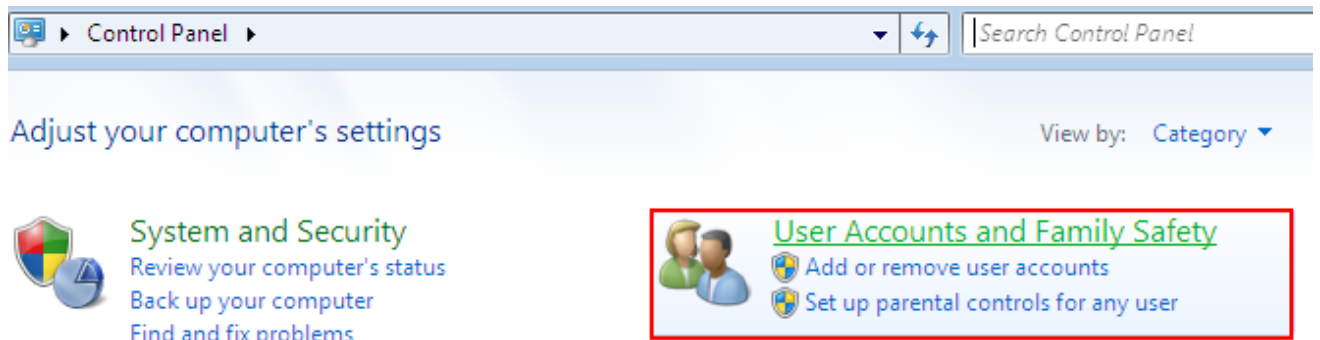 Control Panel
Search Control Panel
Adjust your computer's settings
View by: Category
System and Security
Review your computer's status
Back up your computer
Find and fix problems
User Accounts and Family Safety
Add or remove user accounts
Set up parental controls for any user